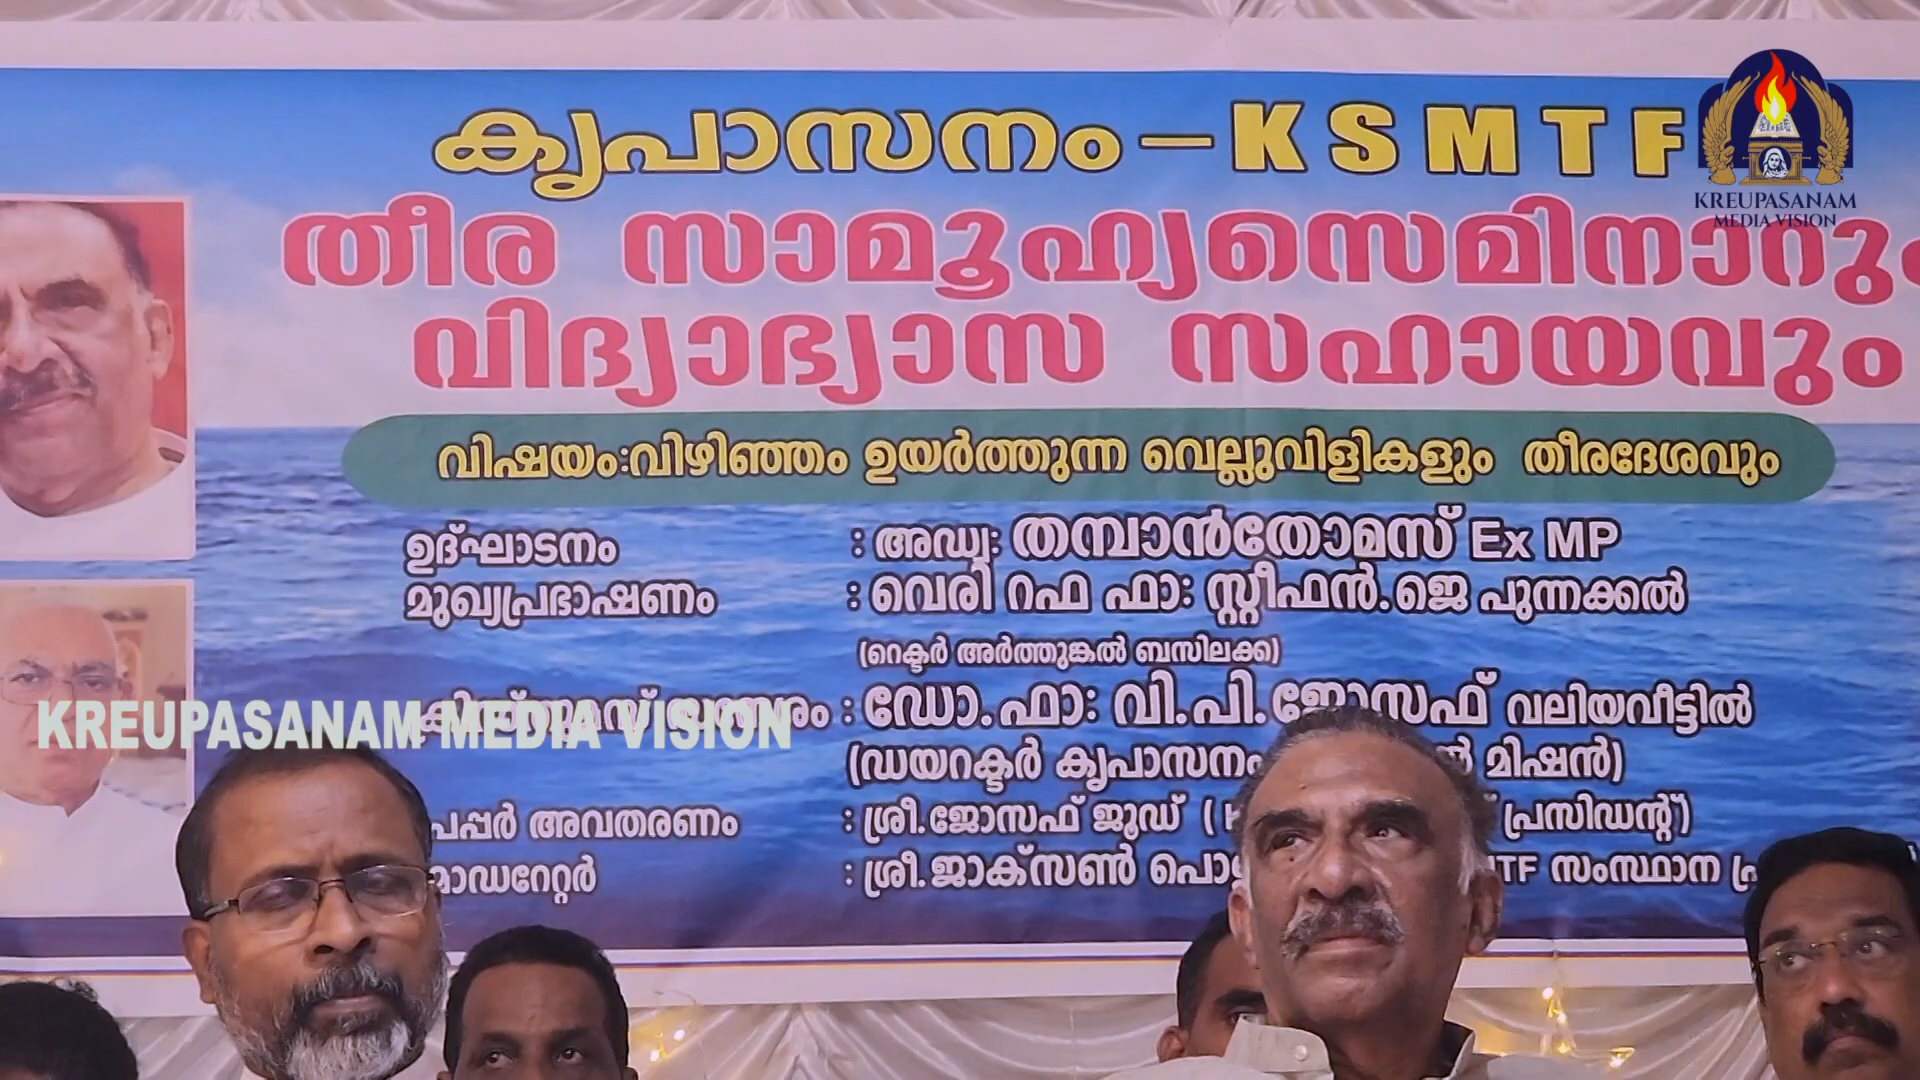 കൃപാസനം - KSMTF
KREUPASANAM
MEDIA VISION
തീര സാമൂഹ്യസെമിനാറും
വിദ്യാഭ്യാസ സഹായവും
വിഷയം:വിഴിഞ്ഞം ഉയർത്തുന്ന വെല്ലുവിളികളും തീരദേശവും
ഉദ്ഘാടനം : അഡ്വ: തമ്പാൻതോമസ് Ex MP
മുഖ്യപ്രഭാഷണം : വെരി റഫ ഫാ: സ്റ്റീഫൻ.ജെ പുന്നക്കൽ
(റെക്ടർ അർത്തുങ്കൽ ബസിലക്ക)
: ഡോ.ഫാ: വി.പി.ജോസഫ് വലിയവീട്ടിൽ
KREUPASANAM MEDIA VISION
(ഡയറക്ടർ കൃപാസനം മിഷൻ)
പേപ്പർ അവതരണം : ശ്രീ.ജോസഫ് ജൂഡ് ( പ്രസിഡന്റ്)
മോഡറേറ്റർ : ശ്രീ.ജാക്സൺ സംസ്ഥാന